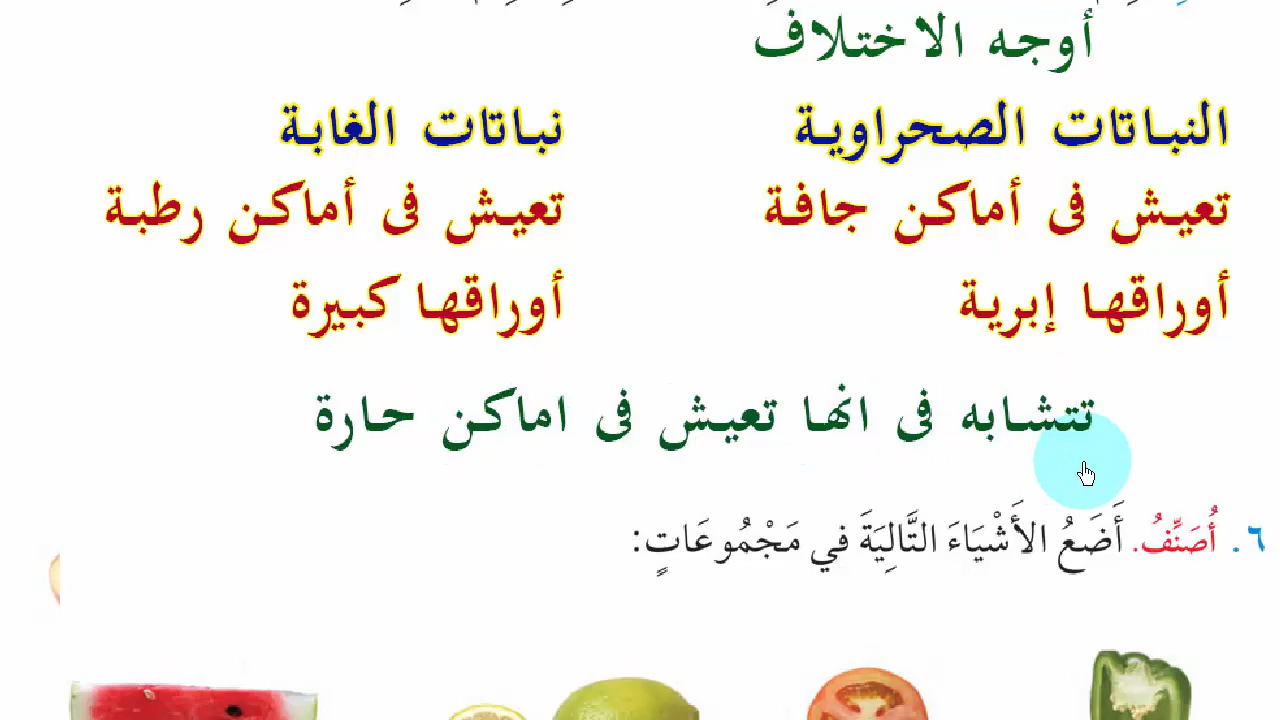 أوجه الاختلاف
النباتات الصحراوية نباتات الغابة
تعيش فى أماكن جافة تعيش فى أماكن رطبة
أوراقها إبرية أوراقها كبيرة
تتشابه فى انها تعيش فى اماكن حارة
٦. أُصَنِّفُ. أَضَعُ الأَشْيَاءَ التَّالِيَةَ في مَجْمُوعَاتٍ: